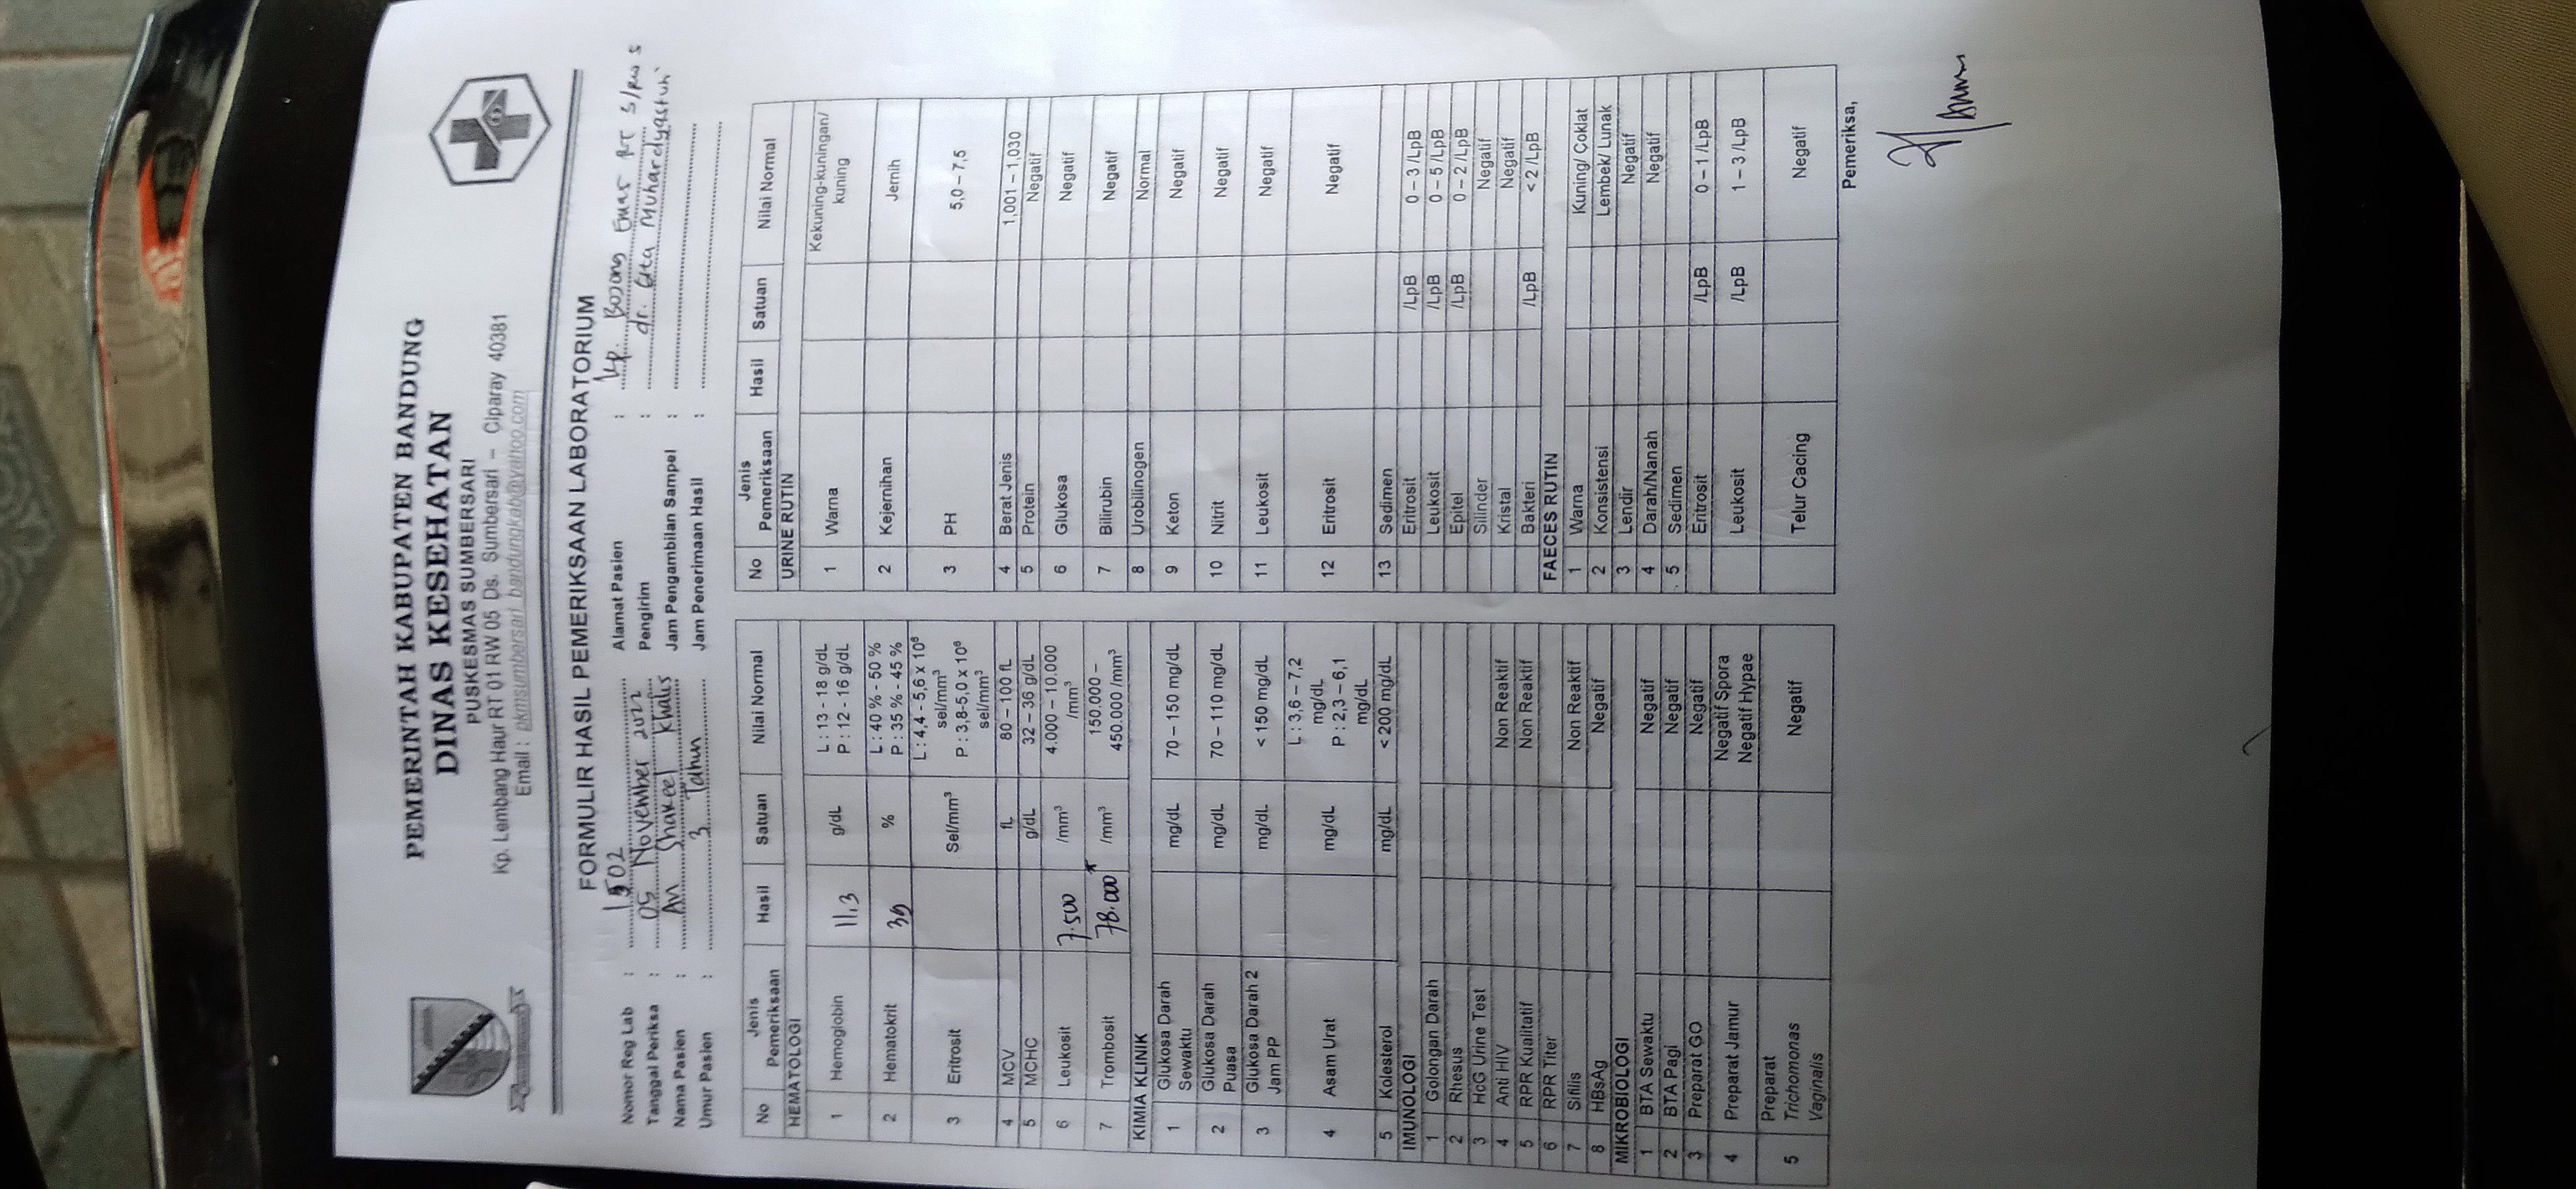 PEMERINTAH KABUPATEN BANDUNG
DINAS KESEHATAN
PUSKESMAS SUMBERSARI
Kp. Lembang Haur RT 01 RW 05 Ds. Sumbersari – Ciparay 40381
Email : pkmsumbersari_bandungkab@yahoo.com
FORMULIR HASIL PEMERIKSAAN LABORATORIUM
Nomor Reg Lab : 1502
Tanggal Periksa : 05 November 2022
Nama Pasien : An Shakeel Khalis
Umur Pasien : 3 Tahun
Alamat Pasien : Kp. Bojong Emas RT 5/RW 5
Pengirim : dr. Gita Muhardyastuti
Jam Pengambilan Sampel :
Jam Penerimaan Hasil :
No Jenis Pemeriksaan Hasil Satuan Nilai Normal
HEMATOLOGI
1 Hemoglobin 11,3 g/dL L : 13 - 18 g/dL
P : 12 - 16 g/dL
2 Hematokrit % L : 40 % - 50 %
P : 35 % - 45 %
3 Eritrosit Sel/mm³ L : 4,4 - 5,6 x 10⁶ sel/mm³
P : 3,8-5,0 x 10⁶ sel/mm³
4 MCV fL 80 – 100 fL
5 MCHC g/dL 32 – 36 g/dL
6 Leukosit 7.500 /mm³ 4.000 – 10.000 /mm³
7 Trombosit 78.000* /mm³ 150.000 – 450.000 /mm³
KIMIA KLINIK
1 Glukosa Darah Sewaktu mg/dL 70 – 150 mg/dL
2 Glukosa Darah Puasa mg/dL 70 – 110 mg/dL
3 Glukosa Darah 2 Jam PP mg/dL < 150 mg/dL
4 Asam Urat mg/dL L : 3,6 – 7,2 mg/dL
P : 2,3 – 6,1 mg/dL
5 Kolesterol mg/dL < 200 mg/dL
IMUNOLOGI
1 Golongan Darah
2 Rhesus
3 HcG Urine Test
4 Anti HIV Non Reaktif
5 RPR Kualitatif Non Reaktif
6 RPR Titer
7 Sifilis Non Reaktif
8 HBsAg Negatif
MIKROBIOLOGI
1 BTA Sewaktu Negatif
2 BTA Pagi Negatif
3 Preparat GO Negatif
4 Preparat Jamur Negatif Spora
Negatif Hypae
5 Preparat Trichomonas Vaginalis Negatif
No Jenis Pemeriksaan Hasil Satuan Nilai Normal
URINE RUTIN
1 Warna Kekuning-kuningan/ kuning
2 Kejernihan Jernih
3 PH 5,0 – 7,5
4 Berat Jenis 1,001 – 1,030
5 Protein Negatif
6 Glukosa Negatif
7 Bilirubin Negatif
8 Urobilinogen Normal
9 Keton Negatif
10 Nitrit Negatif
11 Leukosit Negatif
12 Eritrosit Negatif
13 Sedimen
Eritrosit /LpB 0 – 3 /LpB
Leukosit /LpB 0 – 5 /LpB
Epitel /LpB 0 – 2 /LpB
Silinder Negatif
Kristal Negatif
Bakteri /LpB < 2 /LpB
FAECES RUTIN
1 Warna Kuning/ Coklat
2 Konsistensi Lembek/ Lunak
3 Lendir Negatif
4 Darah/Nanah Negatif
5 Sedimen
Eritrosit /LpB 0 – 1 /LpB
Leukosit /LpB 1 – 3 /LpB
Telur Cacing Negatif
Pemeriksa,